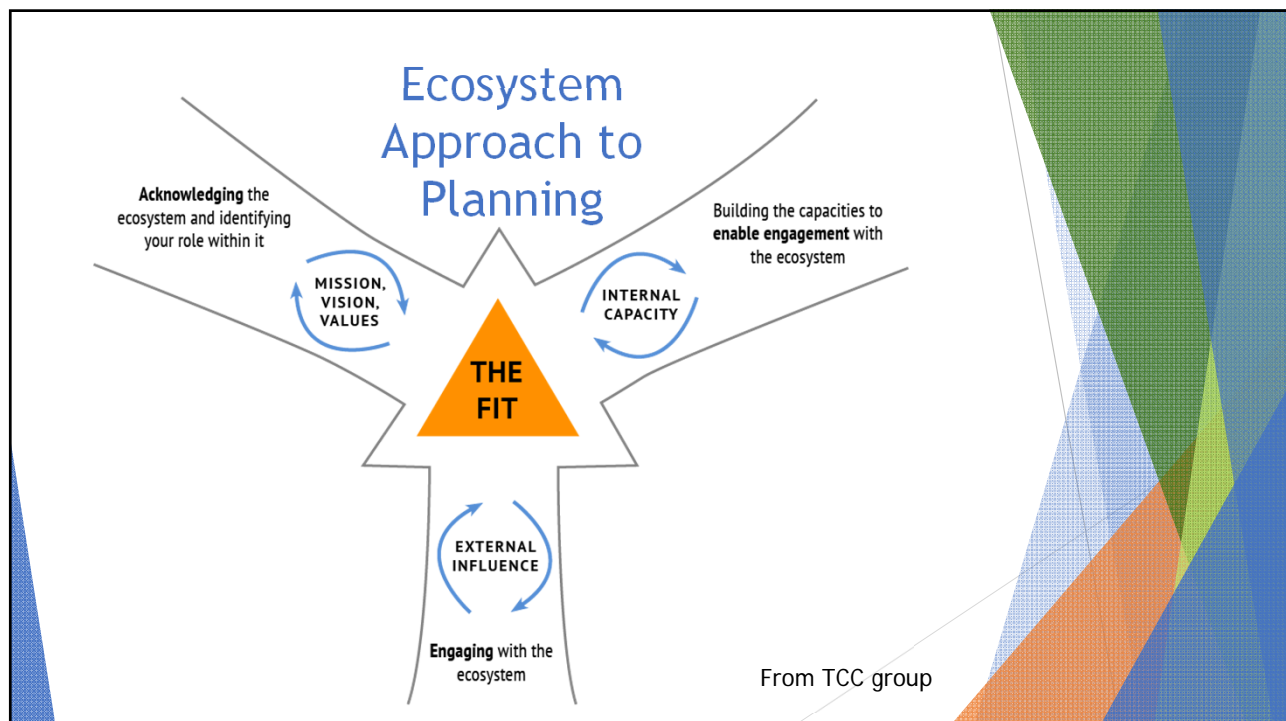 Ecosystem
Approach to
Planning
Acknowledging the
ecosystem and identifying
your role within it
MISSION,
VISION,
VALUES
Building the capacities to
enable engagement with
the ecosystem
INTERNAL
CAPACITY
THE
FIT
EXTERNAL
INFLUENCE
Engaging with the
ecosystem
From TCC group